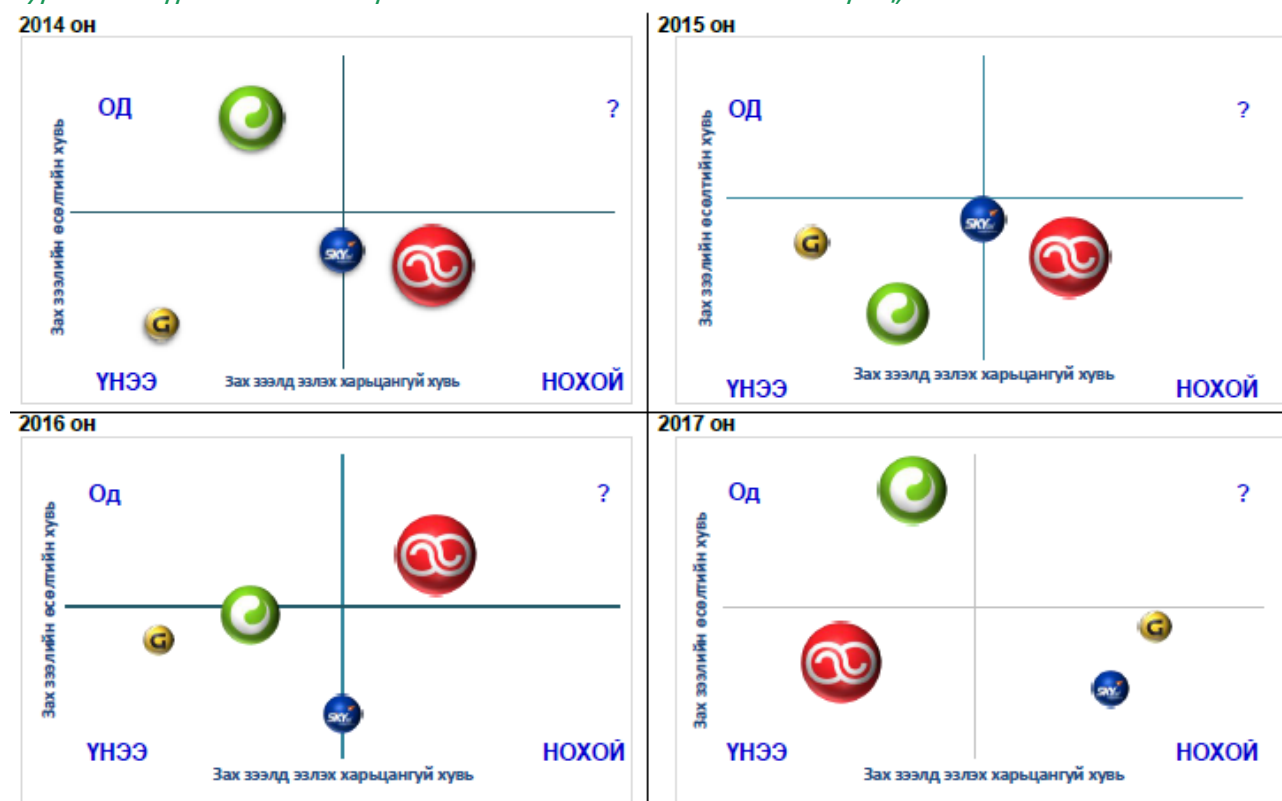 2014 он
ОД
?
Зах зээлийн өсөлтийн хувь
SKY
G
ҮНЭЭ
Зах зээлд эзлэх харьцангуй хувь
НОХОЙ
2015 он
ОД
?
Зах зээлийн өсөлтийн хувь
SKY
G
Зах зээлд эзлэх харьцангуй хувь
ҮНЭЭ
НОХОЙ
2016 он
Од
?
Зах зээлийн өсөлтийн хувь
G
SKY
ҮНЭЭ
НОХОЙ
Зах зээлд эзлэх харьцангуй хувь
2017 он
Од
?
Зах зээлийн өсөлтийн хувь
G
SKY
ҮНЭЭ
НОХОЙ
Зах зээлд эзлэх харьцангуй хувь